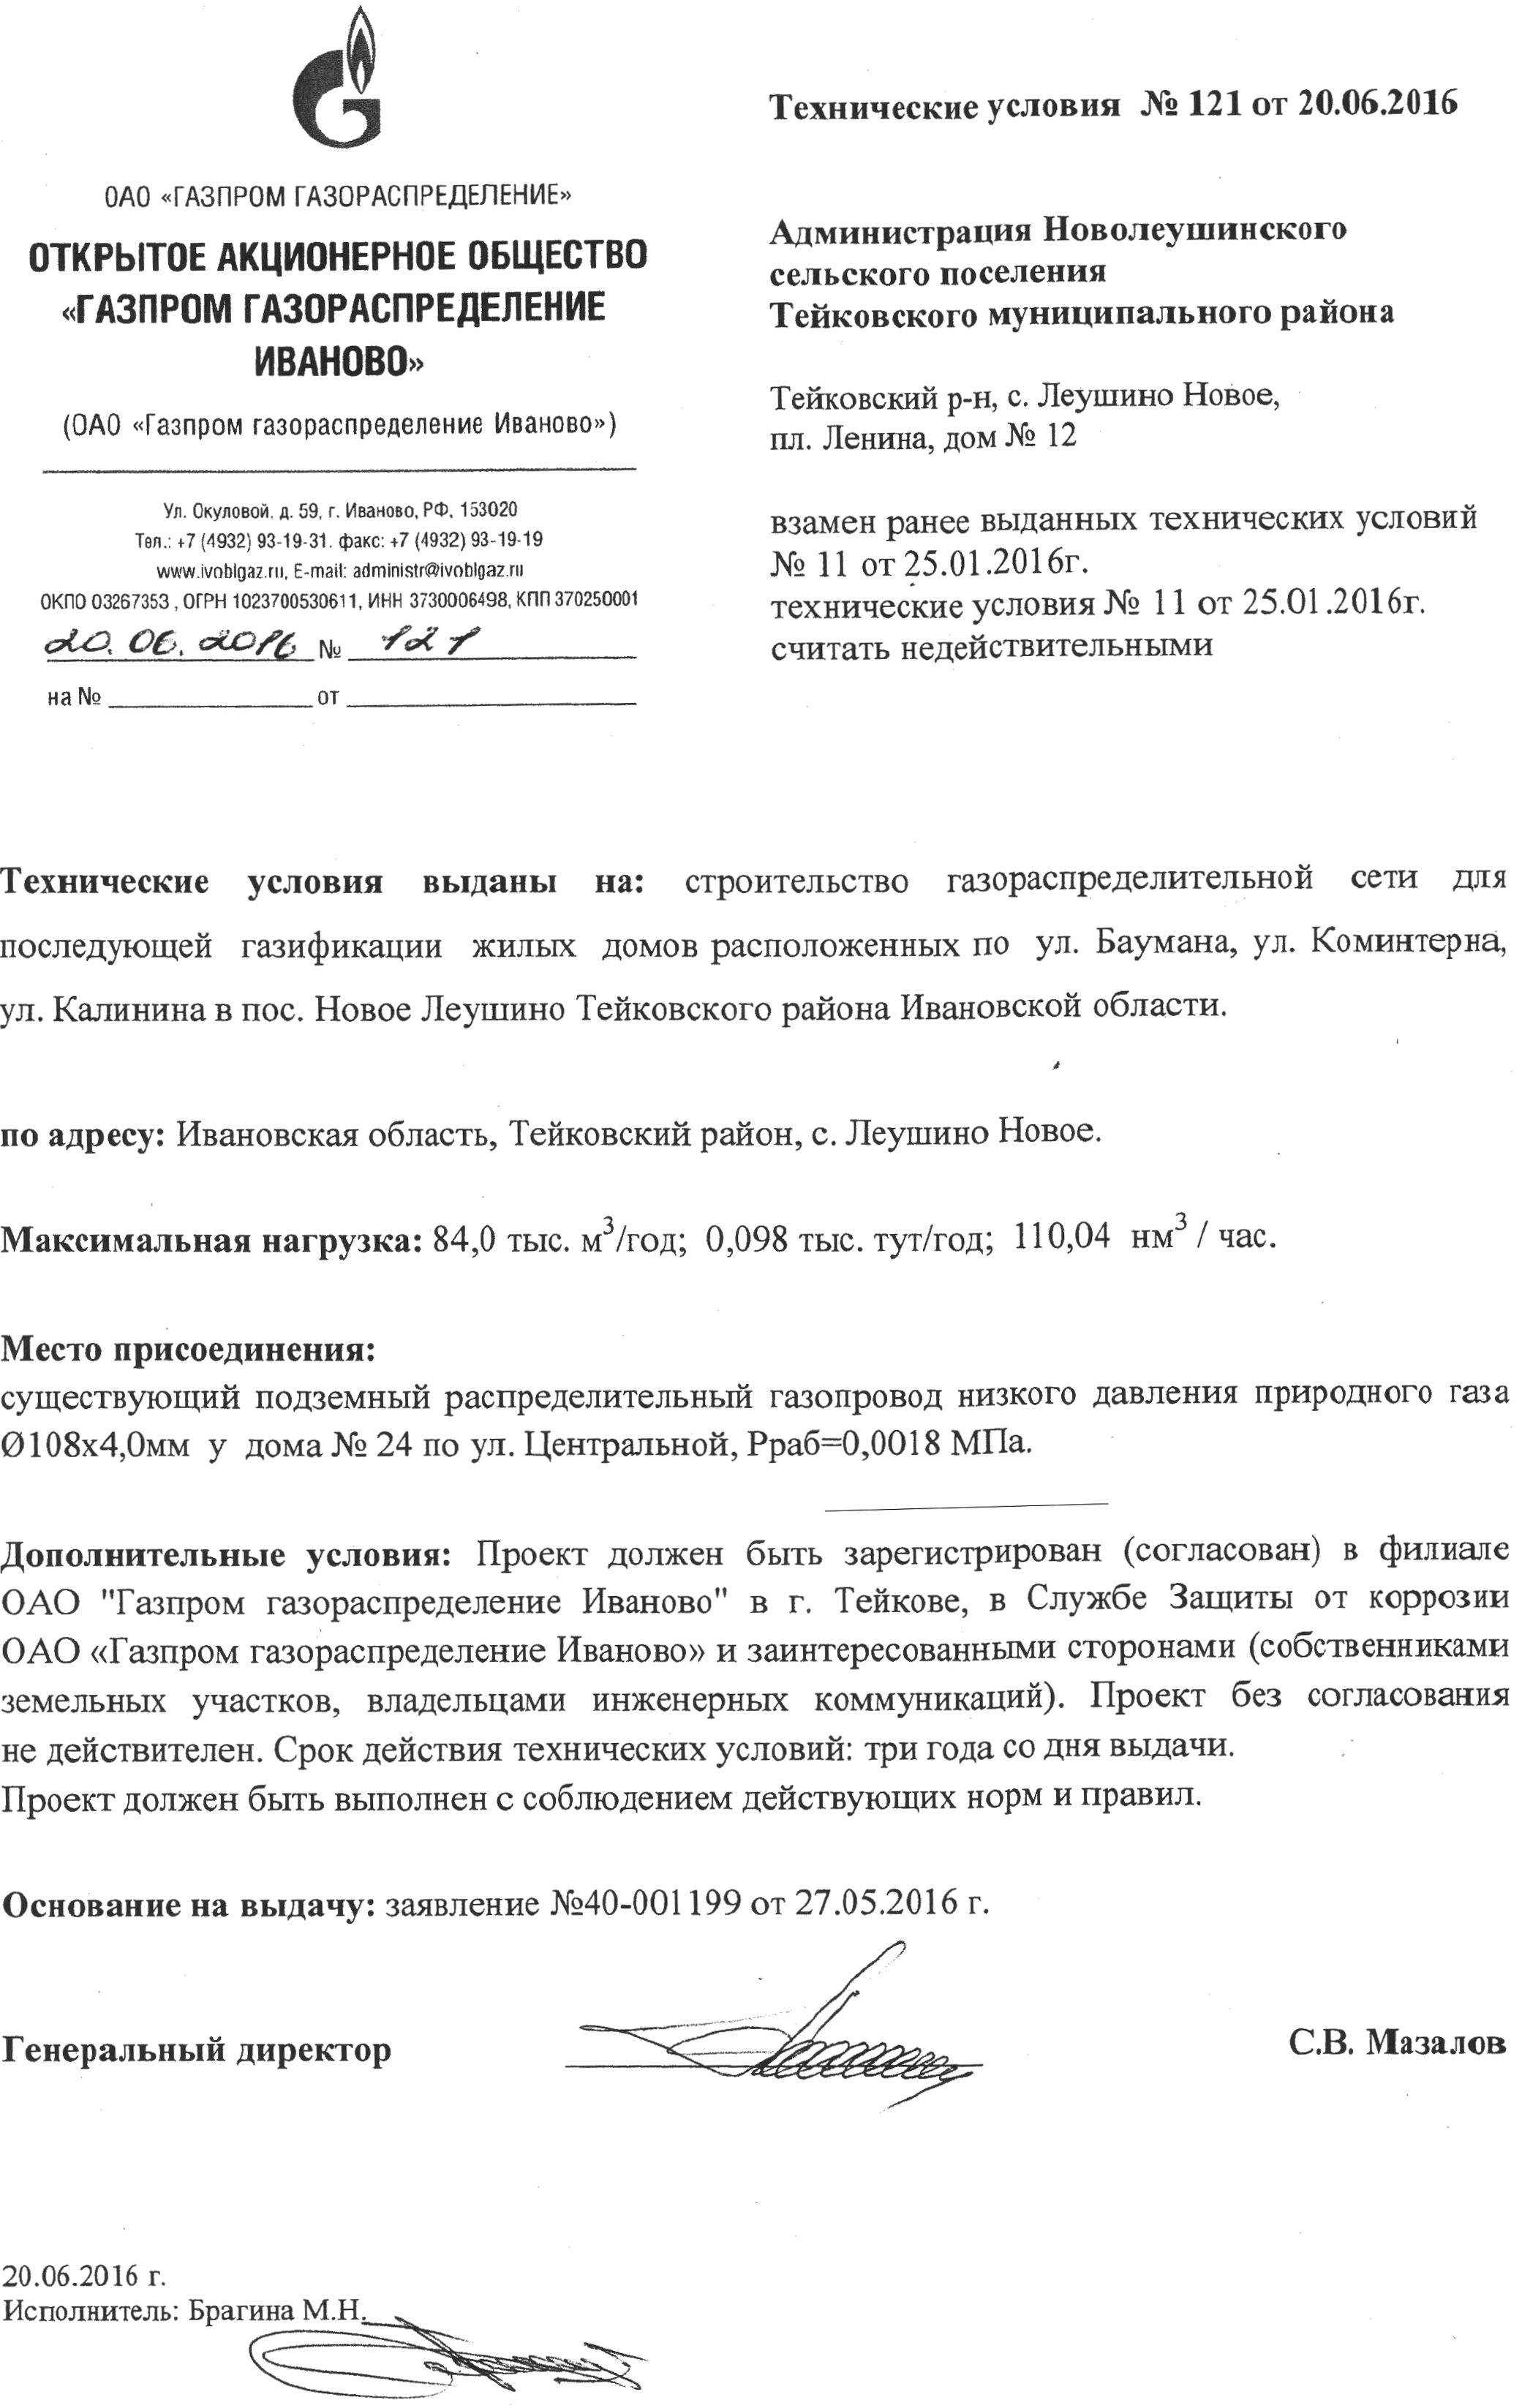 ОАО «ГАЗПРОМ ГАЗОРАСПРЕДЕЛЕНИЕ»
ОТКРЫТОЕ АКЦИОНЕРНОЕ ОБЩЕСТВО
«ГАЗПРОМ ГАЗОРАСПРЕДЕЛЕНИЕ
ИВАНОВО»
(ОАО «Газпром газораспределение Иваново»)
Ул. Окуловой, д. 59, г. Иваново, РФ, 153020
Тел.: +7 (4932) 93-19-31. факс: +7 (4932) 93-19-19
www.ivoblgaz.ru, E-mail: administr@ivoblgaz.ru
ОКПО 03267353 , ОГРН 1023700530611, ИНН 3730006498, КПП 370250001
20.06.2016 № 121
на № от
Технические условия № 121 от 20.06.2016
Администрация Новолеушинского
сельского поселения
Тейковского муниципального района
Тейковский р-н, с. Леушино Новое,
пл. Ленина, дом № 12
взамен ранее выданных технических условий
№ 11 от 25.01.2016г.
технические условия № 11 от 25.01.2016г.
считать недействительными
Технические условия выданы на: строительство газораспределительной сети для
последующей газификации жилых домов расположенных по ул. Баумана, ул. Коминтерна,
ул. Калинина в пос. Новое Леушино Тейковского района Ивановской области.
по адресу: Ивановская область, Тейковский район, с. Леушино Новое.
Максимальная нагрузка: 84,0 тыс. м³/год; 0,098 тыс. тут/год; 110,04 нм³ / час.
Место присоединения:
существующий подземный распределительный газопровод низкого давления природного газа
Ø108х4,0мм у дома № 24 по ул. Центральной, Рраб=0,0018 МПа.
Дополнительные условия: Проект должен быть зарегистрирован (согласован) в филиале
ОАО "Газпром газораспределение Иваново" в г. Тейкове, в Службе Защиты от коррозии
ОАО «Газпром газораспределение Иваново» и заинтересованными сторонами (собственниками
земельных участков, владельцами инженерных коммуникаций). Проект без согласования
не действителен. Срок действия технических условий: три года со дня выдачи.
Проект должен быть выполнен с соблюдением действующих норм и правил.
Основание на выдачу: заявление №40-001199 от 27.05.2016 г.
Генеральный директор С.В. Мазалов
20.06.2016 г.
Исполнитель: Брагина М.Н.